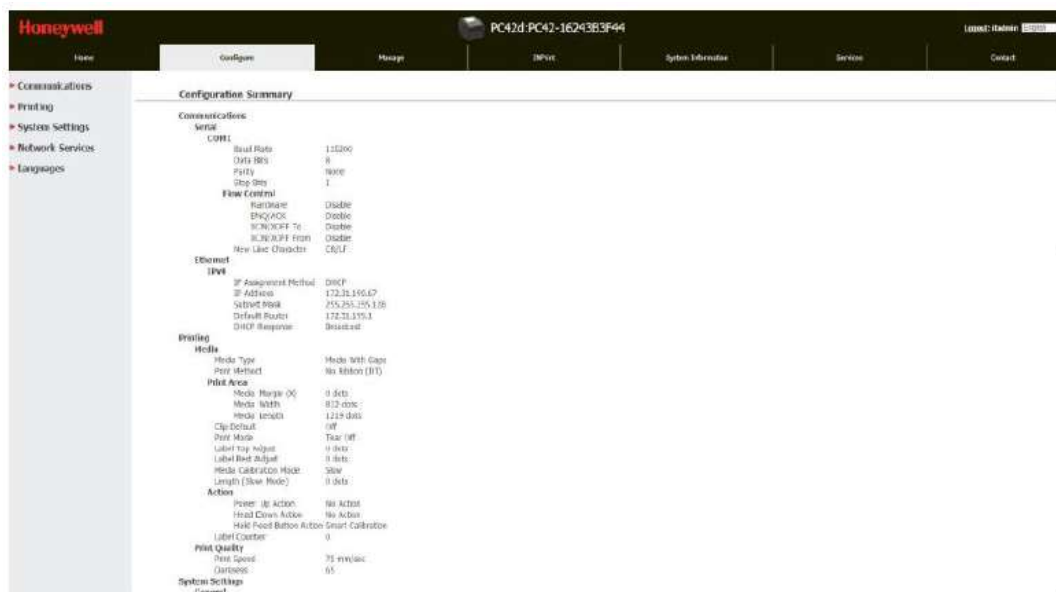 Honeywell
PC42d:PC42-16243B3F44
Logout: itadmin English
Home
Configure
Manage
INPrint
System Information
Services
Contact
Communications
Printing
System Settings
Network Services
Languages
Configuration Summary
Communications
Serial
COM1
Baud Rate 115200
Data Bits 8
Parity None
Stop Bits 1
Flow Control
Hardware Disable
ENQ/ACK Disable
XON/XOFF To Disable
XON/XOFF From Disable
New Line Character CR/LF
Ethernet
IPv4
IP Assignment Method DHCP
IP Address
Subnet Mask
Default Router
DHCP Response Broadcast
Printing
Media
Media Type Media With Gaps
Print Method No Ribbon (DT)
Print Area
Media Margin (X) 0 dots
Media Width 832 dots
Media Length 1219 dots
Clip Default Off
Print Mode Tear Off
Label Top Adjust 0 dots
Label Rest Adjust 0 dots
Media Calibration Mode Slow
Length (Slow Mode) 0 dots
Action
Power Up Action No Action
Head Down Action No Action
Hold Feed Button Action Smart Calibration
Label Counter 0
Print Quality
Print Speed 75 mm/sec
Darkness 65
System Settings
General